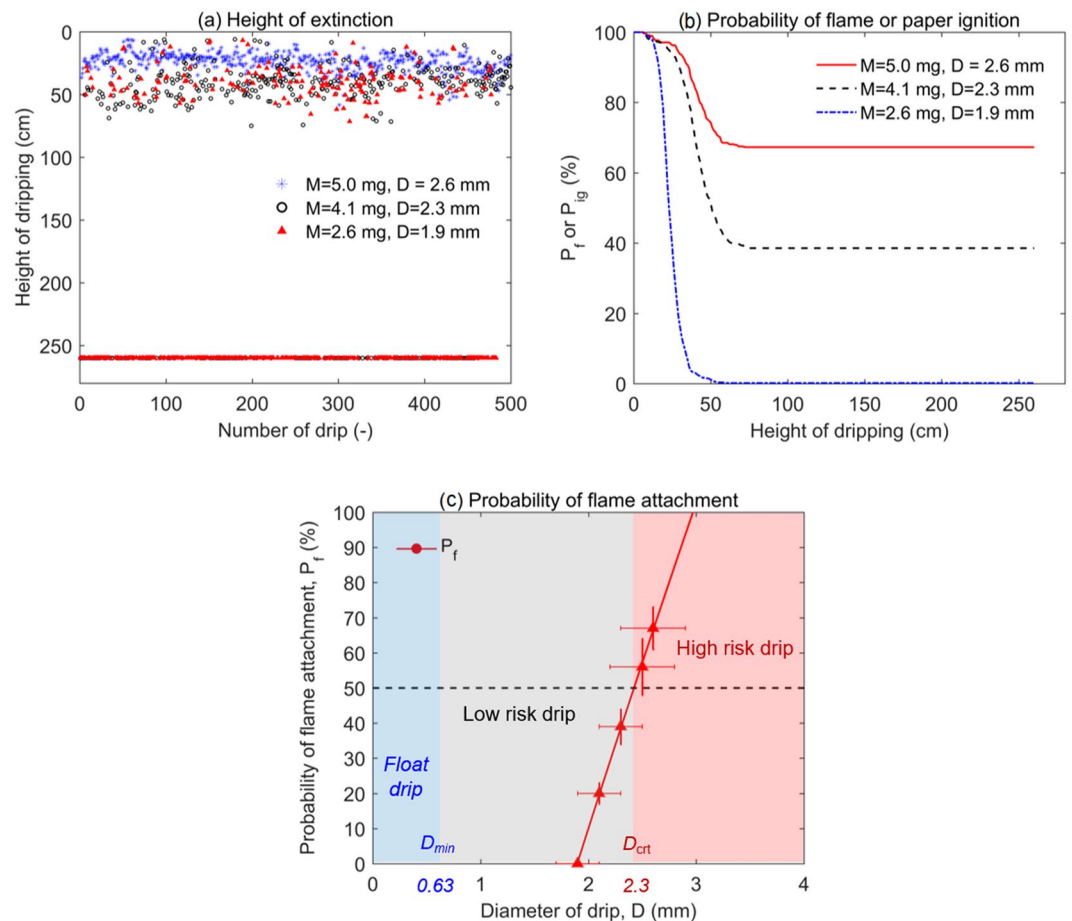 (a) Height of extinction
0
50
100
150
200
250
Height of dripping (cm)
M=5.0 mg, D = 2.6 mm
M=4.1 mg, D=2.3 mm
M=2.6 mg, D=1.9 mm
0
100
200
300
400
500
Number of drip (-)
(b) Probability of flame or paper ignition
100
80
60
40
20
0
P_f or P_ig (%)
M=5.0 mg, D = 2.6 mm
M=4.1 mg, D=2.3 mm
M=2.6 mg, D=1.9 mm
0
50
100
150
200
250
Height of dripping (cm)
(c) Probability of flame attachment
100
90
80
70
60
50
40
30
20
10
0
Probability of flame attachment, P_f (%)
P_f
High risk drip
Low risk drip
Float
drip
D_min
D_crt
0
0.63
1
2
2.3
3
4
Diameter of drip, D (mm)